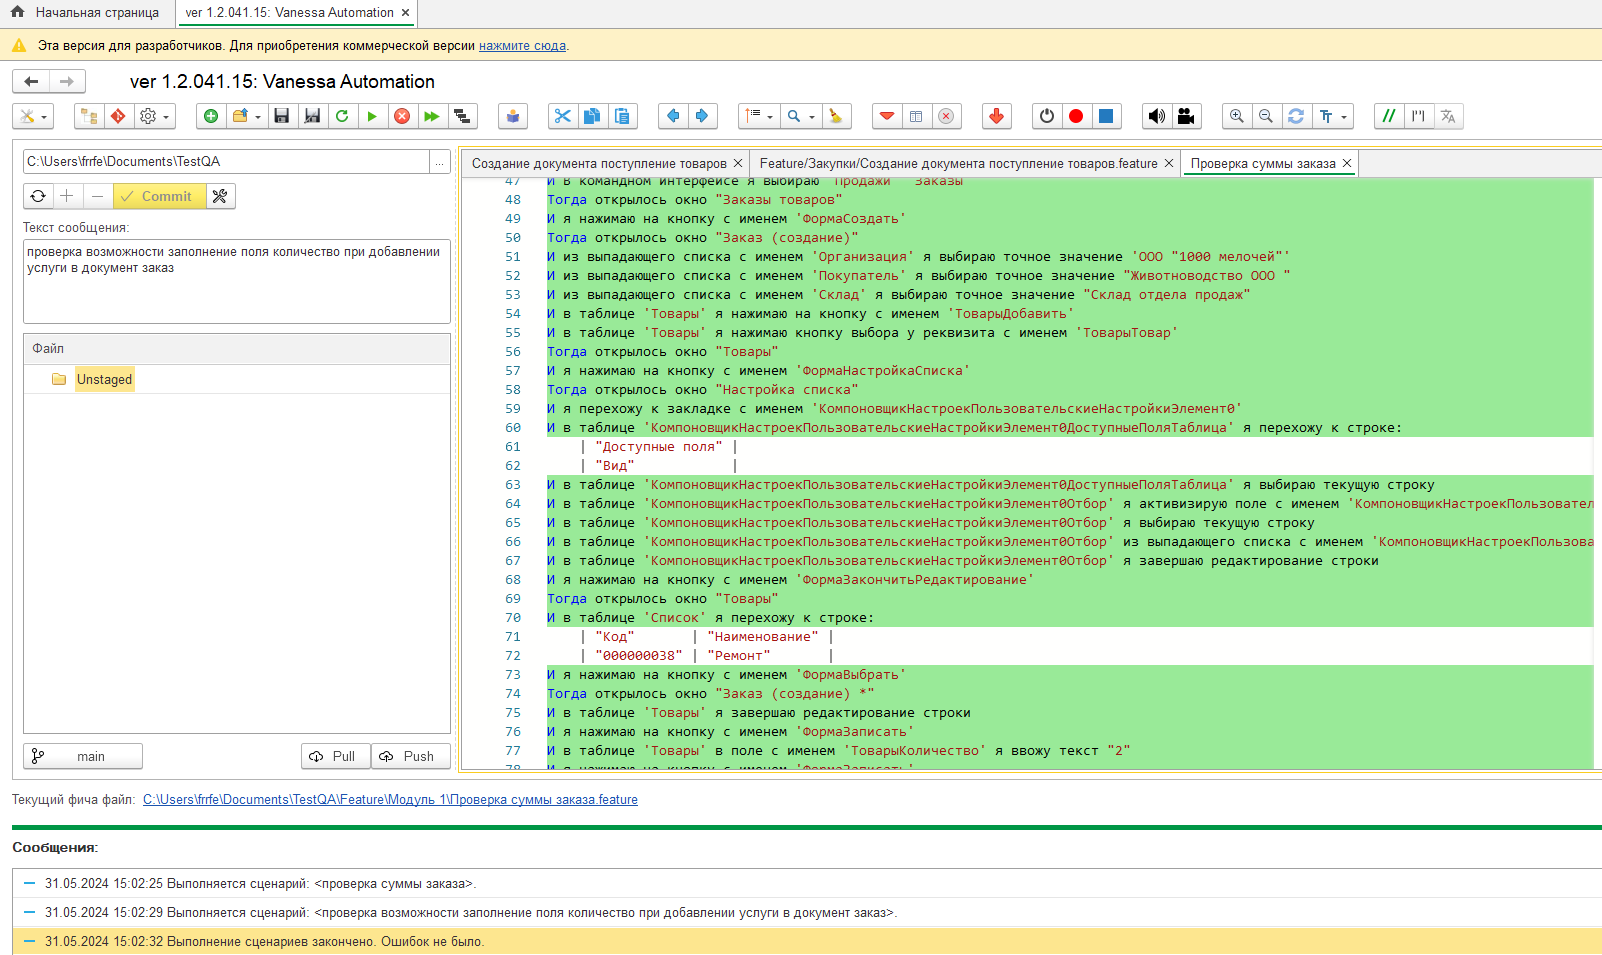 Начальная страница
ver 1.2.041.15: Vanessa Automation ×
Эта версия для разработчиков. Для приобретения коммерческой версии нажмите сюда.
ver 1.2.041.15: Vanessa Automation
C:\Users\frrfe\Documents\TestQA ...
Commit
Текст сообщения:
проверка возможности заполнение поля количество при добавлении
услуги в документ заказ
Файл
Unstaged
main Pull Push
Создание документа поступление товаров × Feature/Закупки/Создание документа поступление товаров.feature × Проверка суммы заказа ×
47 И в командном интерфейсе я выбираю 'Продажи' 'Заказы'
48 Тогда открылось окно "Заказы товаров"
49 И я нажимаю на кнопку с именем 'ФормаСоздать'
50 Тогда открылось окно "Заказ (создание)"
51 И из выпадающего списка с именем 'Организация' я выбираю точное значение 'ООО "1000 мелочей"'
52 И из выпадающего списка с именем 'Покупатель' я выбираю точное значение "Животноводство ООО "
53 И из выпадающего списка с именем 'Склад' я выбираю точное значение "Склад отдела продаж"
54 И в таблице 'Товары' я нажимаю на кнопку с именем 'ТоварыДобавить'
55 И в таблице 'Товары' я нажимаю кнопку выбора у реквизита с именем 'ТоварыТовар'
56 Тогда открылось окно "Товары"
57 И я нажимаю на кнопку с именем 'ФормаНастройкаСписка'
58 Тогда открылось окно "Настройка списка"
59 И я перехожу к закладке с именем 'КомпоновщикНастроекПользовательскиеНастройкиЭлемент0'
60 И в таблице 'КомпоновщикНастроекПользовательскиеНастройкиЭлемент0ДоступныеПоляТаблица' я перехожу к строке:
61 | "Доступные поля" |
62 | "Вид" |
63 И в таблице 'КомпоновщикНастроекПользовательскиеНастройкиЭлемент0ДоступныеПоляТаблица' я выбираю текущую строку
64 И в таблице 'КомпоновщикНастроекПользовательскиеНастройкиЭлемент0Отбор' я активизирую поле с именем 'КомпоновщикНастроекПользовател
65 И в таблице 'КомпоновщикНастроекПользовательскиеНастройкиЭлемент0Отбор' я выбираю текущую строку
66 И в таблице 'КомпоновщикНастроекПользовательскиеНастройкиЭлемент0Отбор' из выпадающего списка с именем 'КомпоновщикНастроекПользова
67 И в таблице 'КомпоновщикНастроекПользовательскиеНастройкиЭлемент0Отбор' я завершаю редактирование строки
68 И я нажимаю на кнопку с именем 'ФормаЗакончитьРедактирование'
69 Тогда открылось окно "Товары"
70 И в таблице 'Список' я перехожу к строке:
71 | "Код" | "Наименование" |
72 | "000000038" | "Ремонт" |
73 И я нажимаю на кнопку с именем 'ФормаВыбрать'
74 Тогда открылось окно "Заказ (создание) *"
75 И в таблице 'Товары' я завершаю редактирование строки
76 И я нажимаю на кнопку с именем 'ФормаЗаписать'
77 И в таблице 'Товары' в поле с именем 'ТоварыКоличество' я ввожу текст "2"
78 И я нажимаю на кнопку с именем 'ФормаЗаписать'
Текущий фича файл: C:\Users\frrfe\Documents\TestQA\Feature\Модуль 1\Проверка суммы заказа.feature
Сообщения:
31.05.2024 15:02:25 Выполняется сценарий: <проверка суммы заказа>.
31.05.2024 15:02:29 Выполняется сценарий: <проверка возможности заполнение поля количество при добавлении услуги в документ заказ>.
31.05.2024 15:02:32 Выполнение сценариев закончено. Ошибок не было.